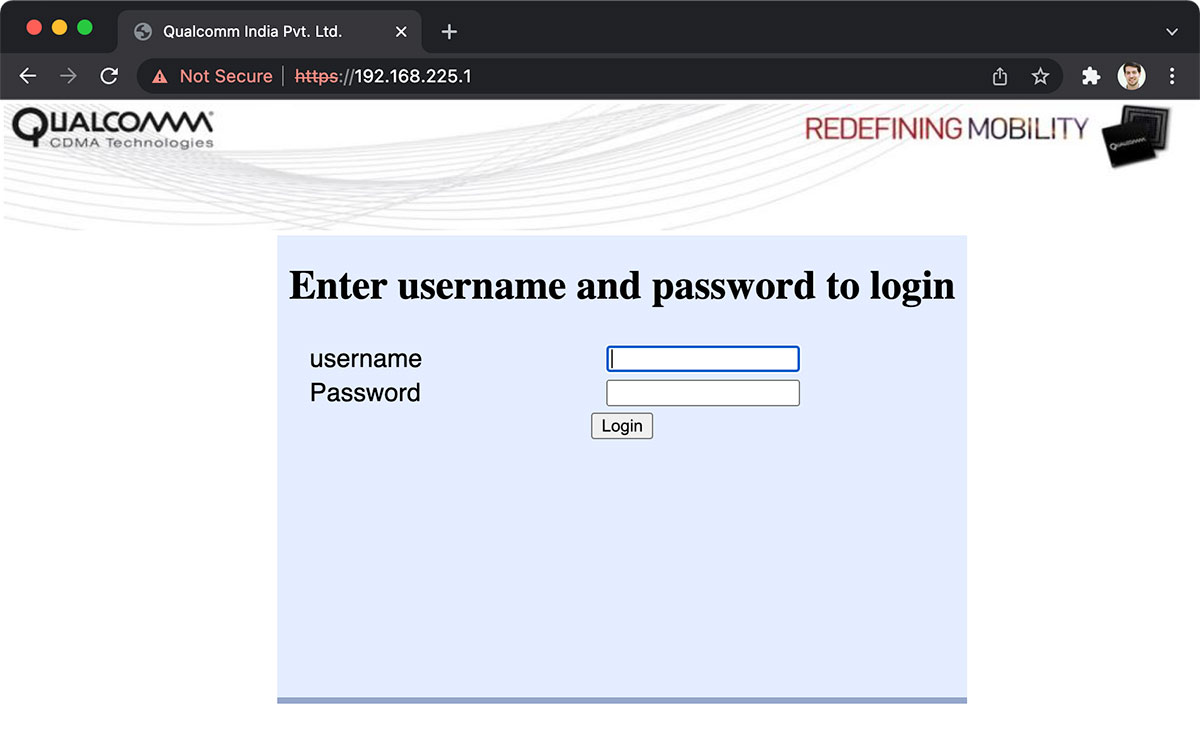 Qualcomm India Pvt. Ltd.
Not Secure https://192.168.225.1
QUALCOMM
CDMA Technologies
REDEFINING MOBILITY
QUALCOMM
Enter username and password to login
username
Password
Login